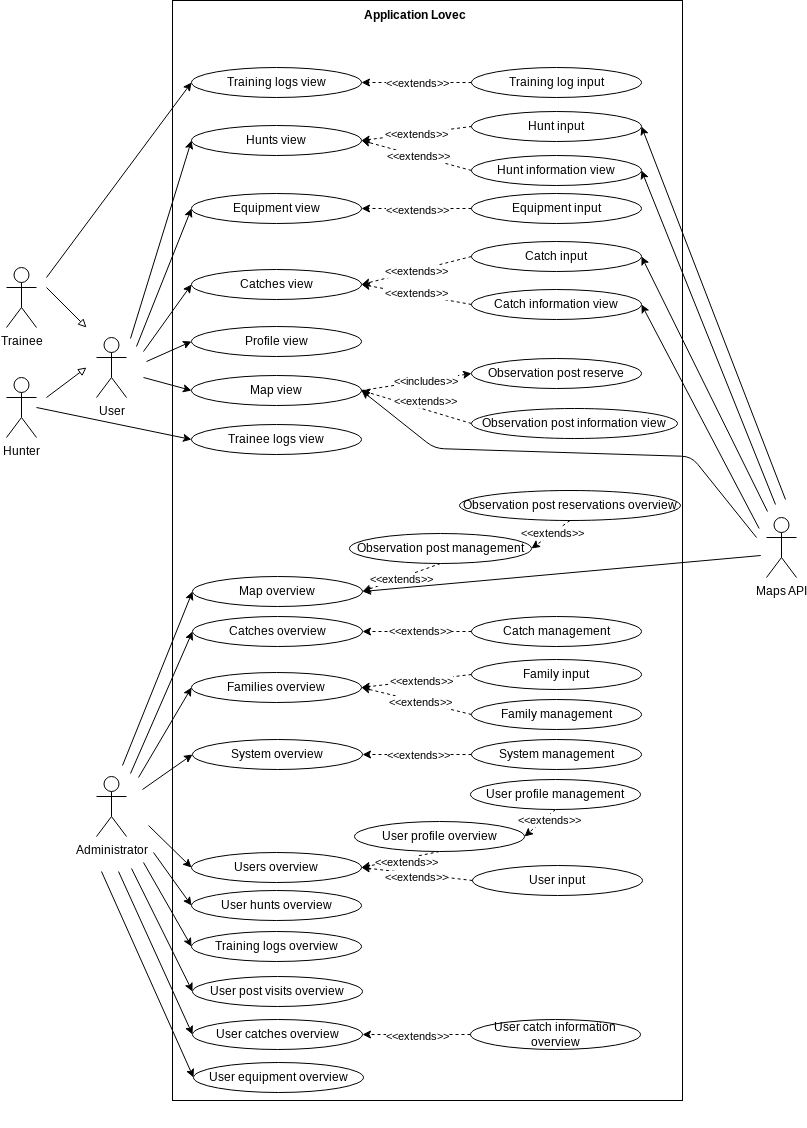 Application Lovec
Training logs view
<<extends>>
Training log input
Hunts view
<<extends>>
Hunt input
<<extends>>
Hunt information view
Equipment view
<<extends>>
Equipment input
Catches view
<<extends>>
Catch input
<<extends>>
Catch information view
Trainee
Profile view
User
Map view
<<includes>>
Observation post reserve
<<extends>>
Observation post information view
Hunter
Trainee logs view
Observation post reservations overview
<<extends>>
Observation post management
<<extends>>
Map overview
Maps API
Catches overview
<<extends>>
Catch management
Families overview
<<extends>>
Family input
<<extends>>
Family management
System overview
<<extends>>
System management
User profile management
<<extends>>
User profile overview
Administrator
<<extends>>
Users overview
<<extends>>
User input
User hunts overview
Training logs overview
User post visits overview
User catches overview
<<extends>>
User catch information
overview
User equipment overview